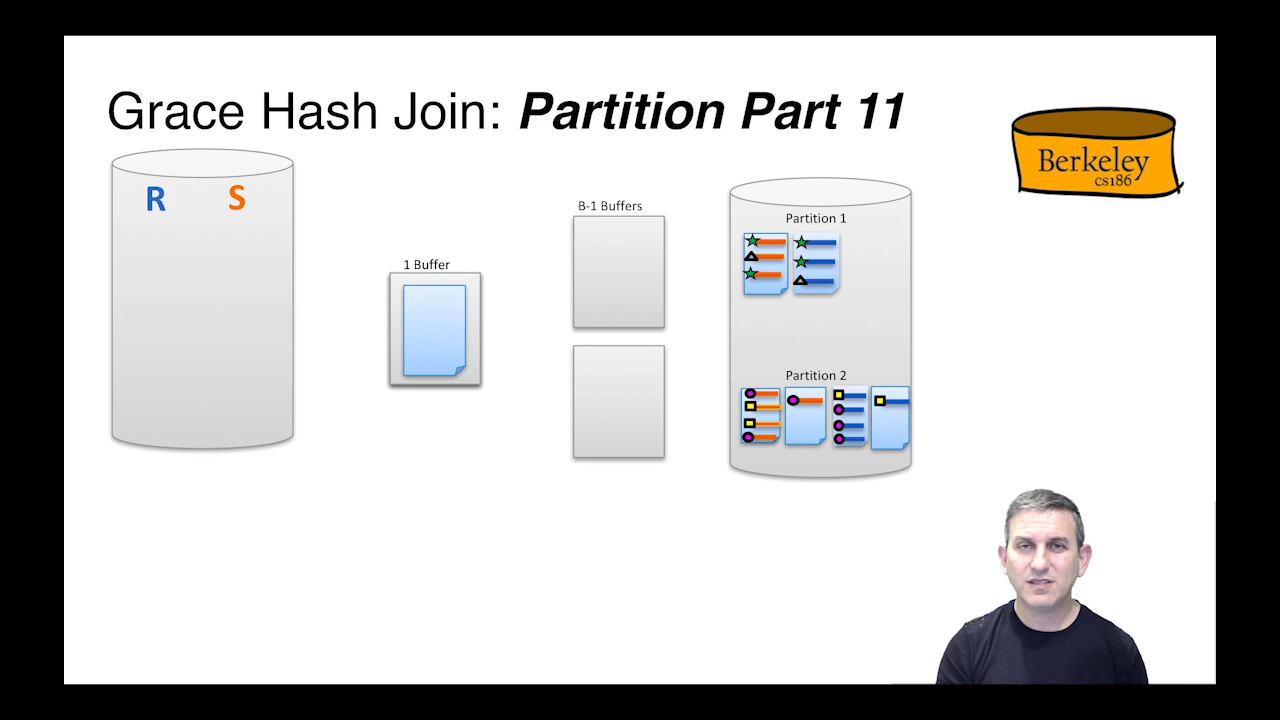 Grace Hash Join: Partition Part 11
Berkeley
cs186
R S
B-1 Buffers
Partition 1
1 Buffer
Partition 2